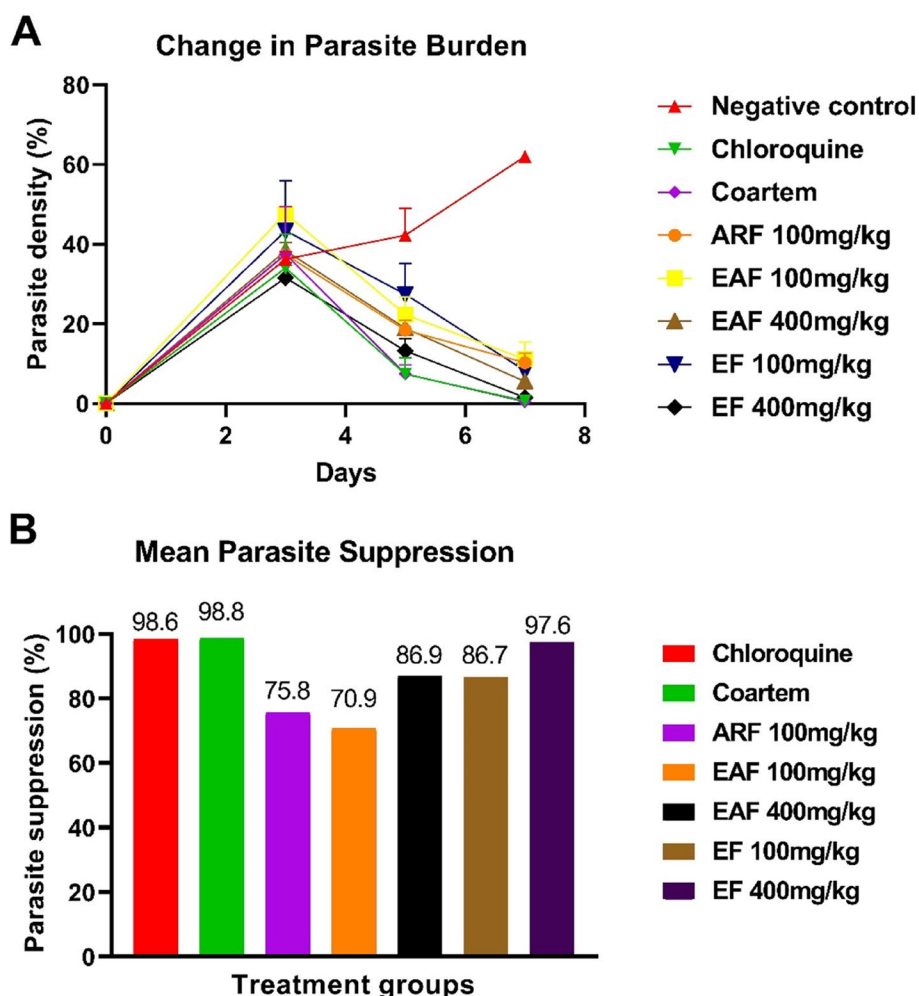 A
Change in Parasite Burden
Parasite density (%)
80
60
40
20
0
0 2 4 6 8
Days
Negative control
Chloroquine
Coartem
ARF 100mg/kg
EAF 100mg/kg
EAF 400mg/kg
EF 100mg/kg
EF 400mg/kg
B
Mean Parasite Suppression
Parasite suppression (%)
100
80
60
40
20
0
98.6 98.8 75.8 70.9 86.9 86.7 97.6
Treatment groups
Chloroquine
Coartem
ARF 100mg/kg
EAF 100mg/kg
EAF 400mg/kg
EF 100mg/kg
EF 400mg/kg